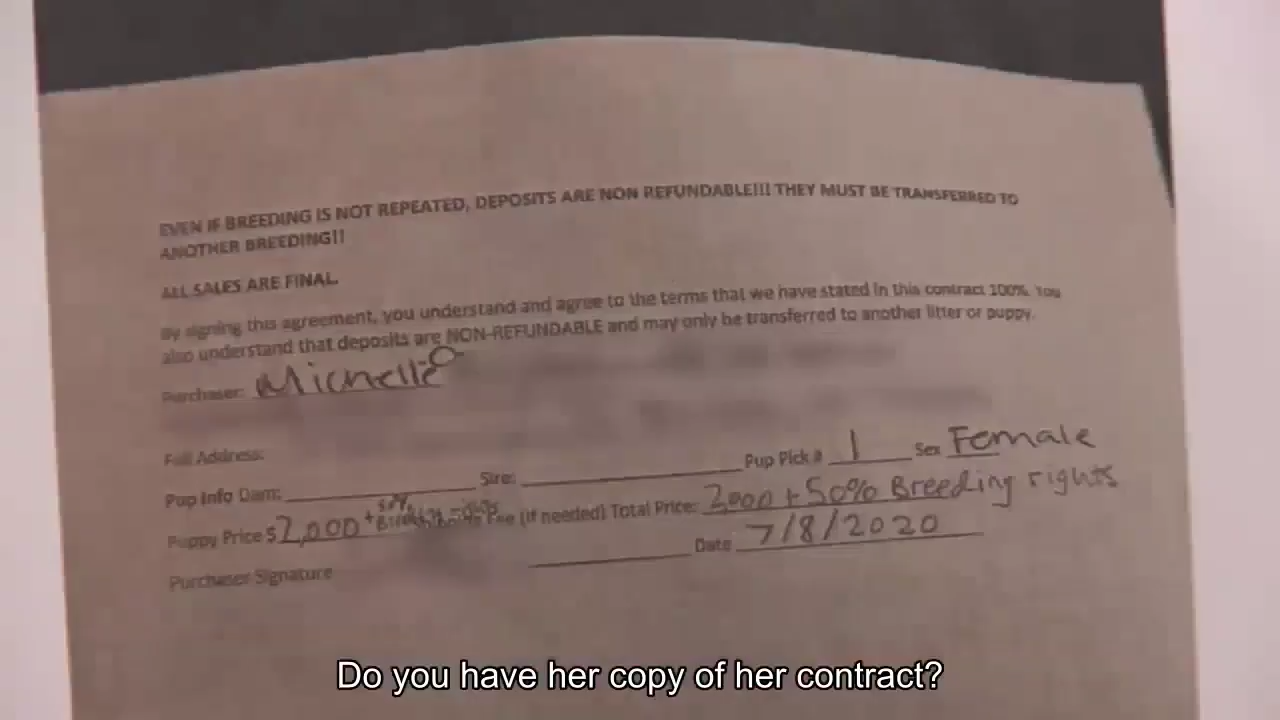 EVEN IF BREEDING IS NOT REPEATED, DEPOSITS ARE NON REFUNDABLE!!! THEY MUST BE TRANSFERRED TO
ANOTHER BREEDING!!
ALL SALES ARE FINAL.
By signing this agreement, you understand and agree to the terms that we have stated in this contract 100%. You
also understand that deposits are NON-REFUNDABLE and may only be transferred to another litter or puppy.
Purchaser: Michelle
Full Address:
Pup Info Dam: Sire: Pup Pick # 1 Sex Female
Puppy Price $ 2,000 + 50% Fee (if needed) Total Price: 2000 + 50% Breeding rights
Purchaser Signature Date 7/8/2020
Do you have her copy of her contract?